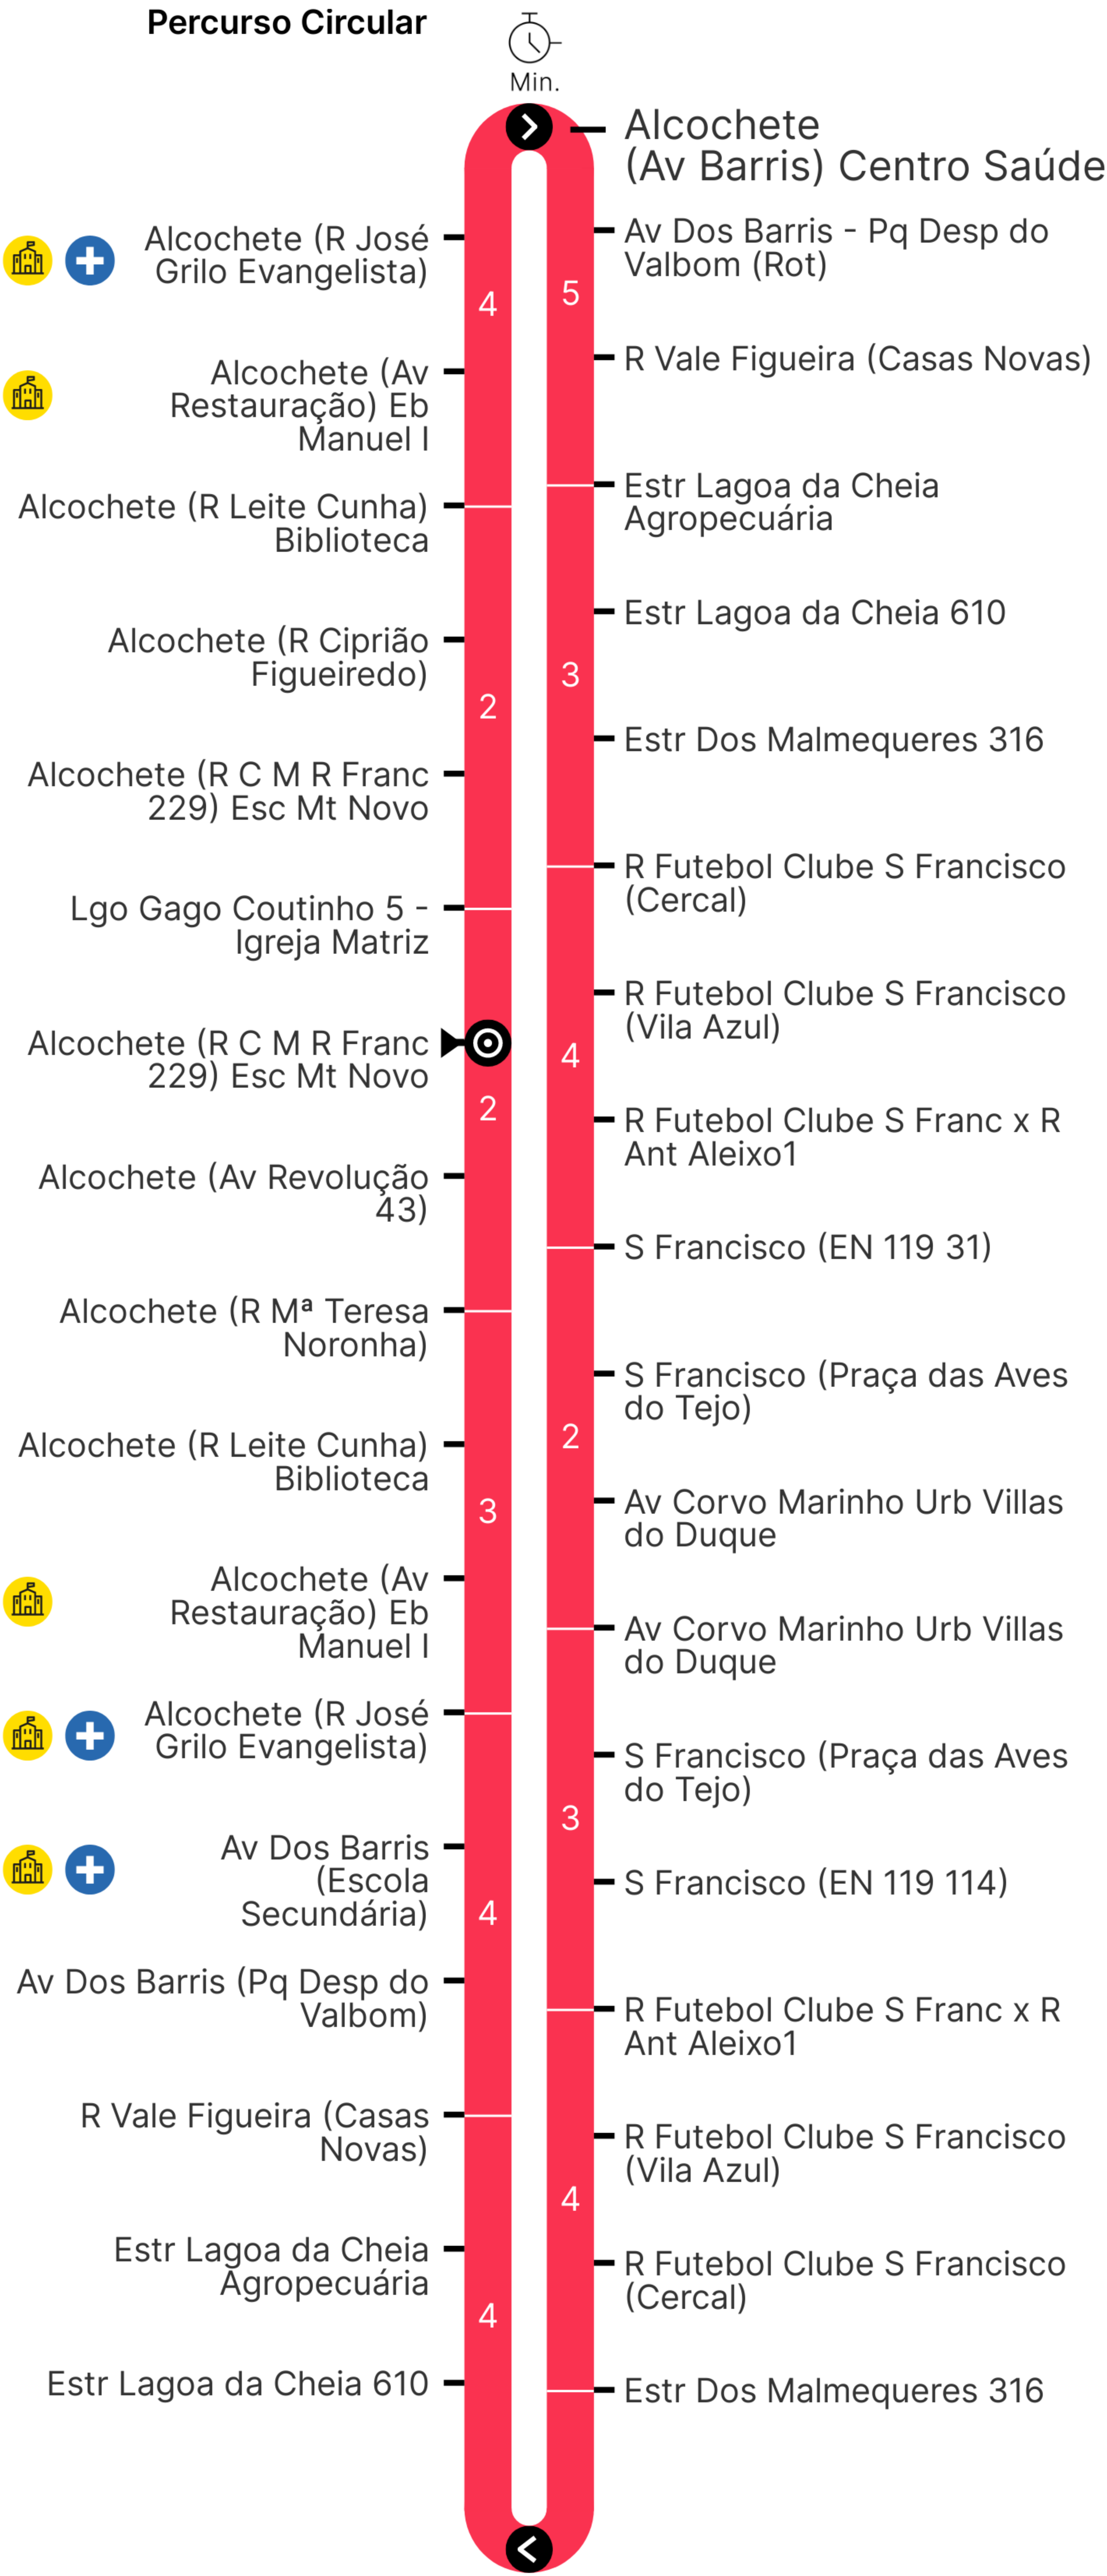 Percurso Circular
Min.
Alcochete
(Av Barris) Centro Saúde
Av Dos Barris - Pq Desp do
Valbom (Rot)
5
R Vale Figueira (Casas Novas)
Estr Lagoa da Cheia
Agropecuária
Estr Lagoa da Cheia 610
3
Estr Dos Malmequeres 316
R Futebol Clube S Francisco
(Cercal)
R Futebol Clube S Francisco
(Vila Azul)
4
R Futebol Clube S Franc x R
Ant Aleixo1
S Francisco (EN 119 31)
S Francisco (Praça das Aves
do Tejo)
2
Av Corvo Marinho Urb Villas
do Duque
Av Corvo Marinho Urb Villas
do Duque
S Francisco (Praça das Aves
do Tejo)
3
S Francisco (EN 119 114)
R Futebol Clube S Franc x R
Ant Aleixo1
R Futebol Clube S Francisco
(Vila Azul)
4
R Futebol Clube S Francisco
(Cercal)
Estr Dos Malmequeres 316
Alcochete (R José
Grilo Evangelista)
4
Alcochete (Av
Restauração) Eb
Manuel I
Alcochete (R Leite Cunha)
Biblioteca
Alcochete (R Ciprião
Figueiredo)
2
Alcochete (R C M R Franc
229) Esc Mt Novo
Lgo Gago Coutinho 5 -
Igreja Matriz
Alcochete (R C M R Franc
229) Esc Mt Novo
2
Alcochete (Av Revolução
43)
Alcochete (R Mª Teresa
Noronha)
Alcochete (R Leite Cunha)
Biblioteca
3
Alcochete (Av
Restauração) Eb
Manuel I
Alcochete (R José
Grilo Evangelista)
Av Dos Barris
(Escola
Secundária)
4
Av Dos Barris (Pq Desp do
Valbom)
R Vale Figueira (Casas
Novas)
Estr Lagoa da Cheia
Agropecuária
4
Estr Lagoa da Cheia 610